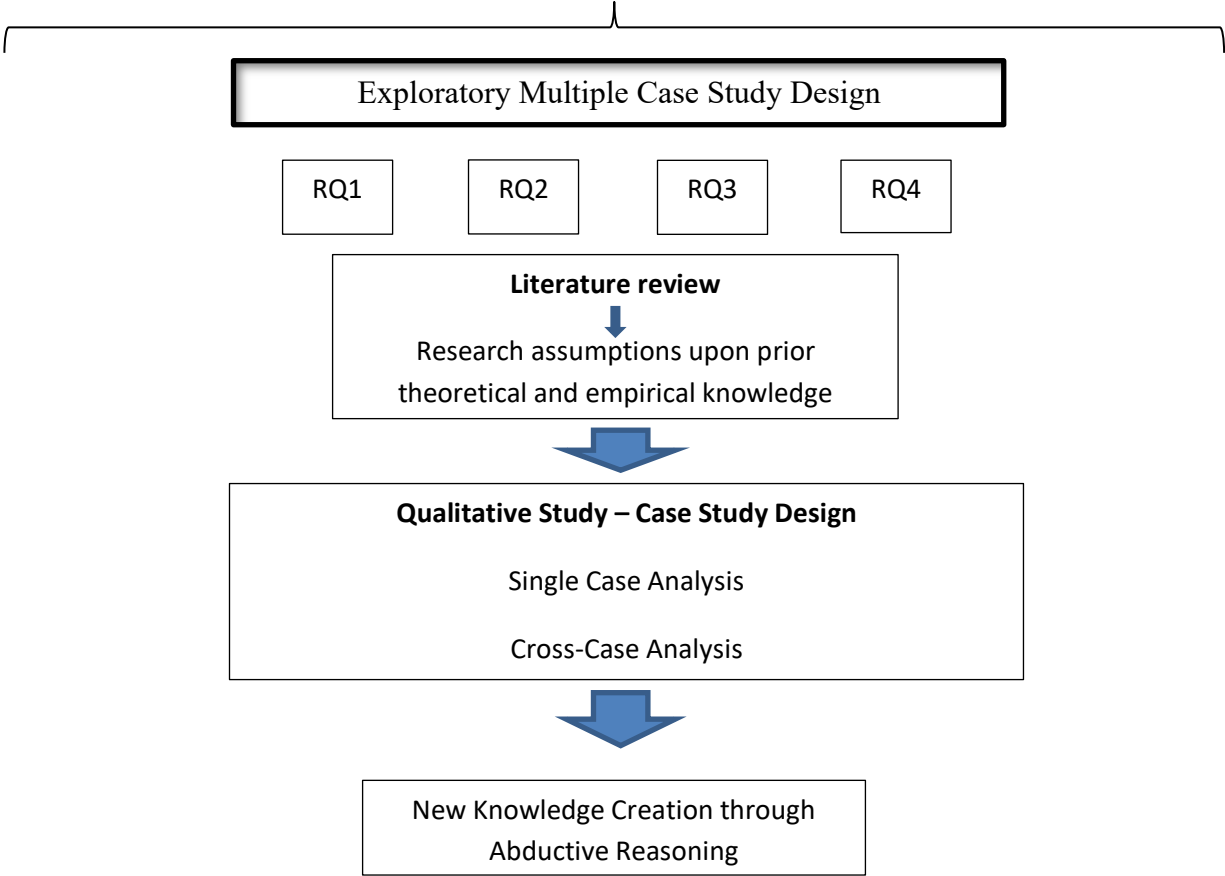 Exploratory Multiple Case Study Design
RQ1
RQ2
RQ3
RQ4
Literature review
Research assumptions upon prior
theoretical and empirical knowledge
Qualitative Study – Case Study Design
Single Case Analysis
Cross-Case Analysis
New Knowledge Creation through
Abductive Reasoning